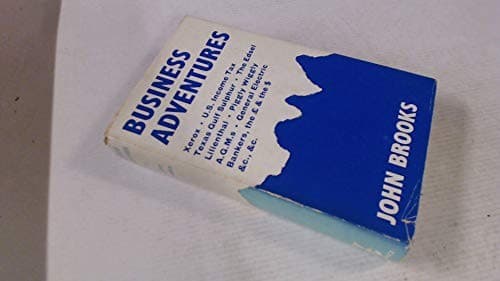 BUSINESS
ADVENTURES
Xerox · U.S. Income Tax
Texas Gulf Sulphur · The Edsel
Lilienthal · Piggly Wiggly
A.G.M.s · General Electric
Bankers, the £ & the $
&c., &c.
JOHN BROOKS